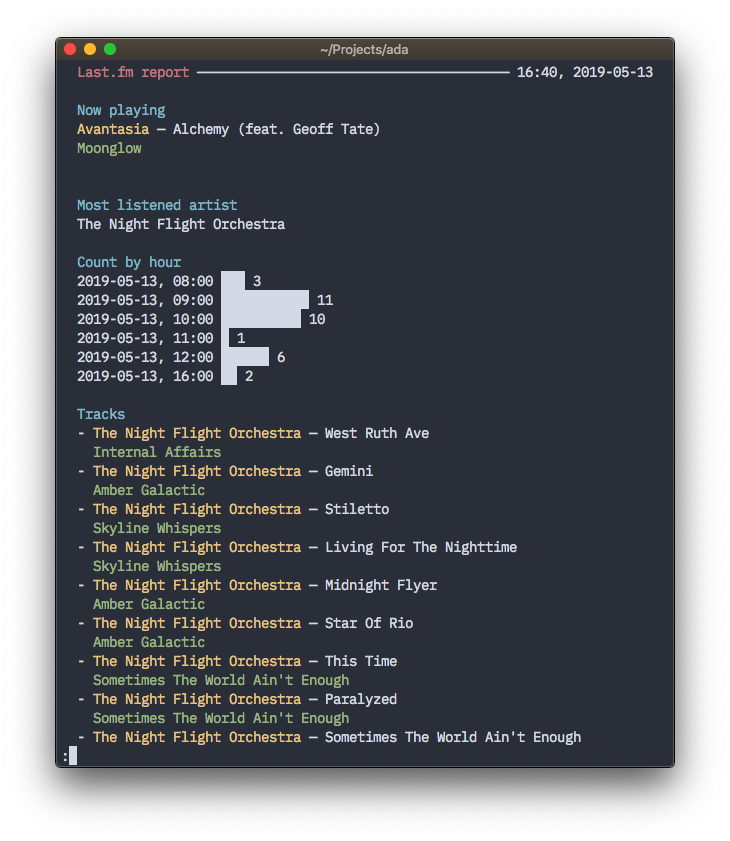 ~/Projects/ada
Last.fm report 16:40, 2019-05-13
Now playing
Avantasia — Alchemy (feat. Geoff Tate)
Moonglow
Most listened artist
The Night Flight Orchestra
Count by hour
2019-05-13, 08:00 3
2019-05-13, 09:00 11
2019-05-13, 10:00 10
2019-05-13, 11:00 1
2019-05-13, 12:00 6
2019-05-13, 16:00 2
Tracks
- The Night Flight Orchestra — West Ruth Ave
Internal Affairs
- The Night Flight Orchestra — Gemini
Amber Galactic
- The Night Flight Orchestra — Stiletto
Skyline Whispers
- The Night Flight Orchestra — Living For The Nighttime
Skyline Whispers
- The Night Flight Orchestra — Midnight Flyer
Amber Galactic
- The Night Flight Orchestra — Star Of Rio
Amber Galactic
- The Night Flight Orchestra — This Time
Sometimes The World Ain't Enough
- The Night Flight Orchestra — Paralyzed
Sometimes The World Ain't Enough
- The Night Flight Orchestra — Sometimes The World Ain't Enough
: